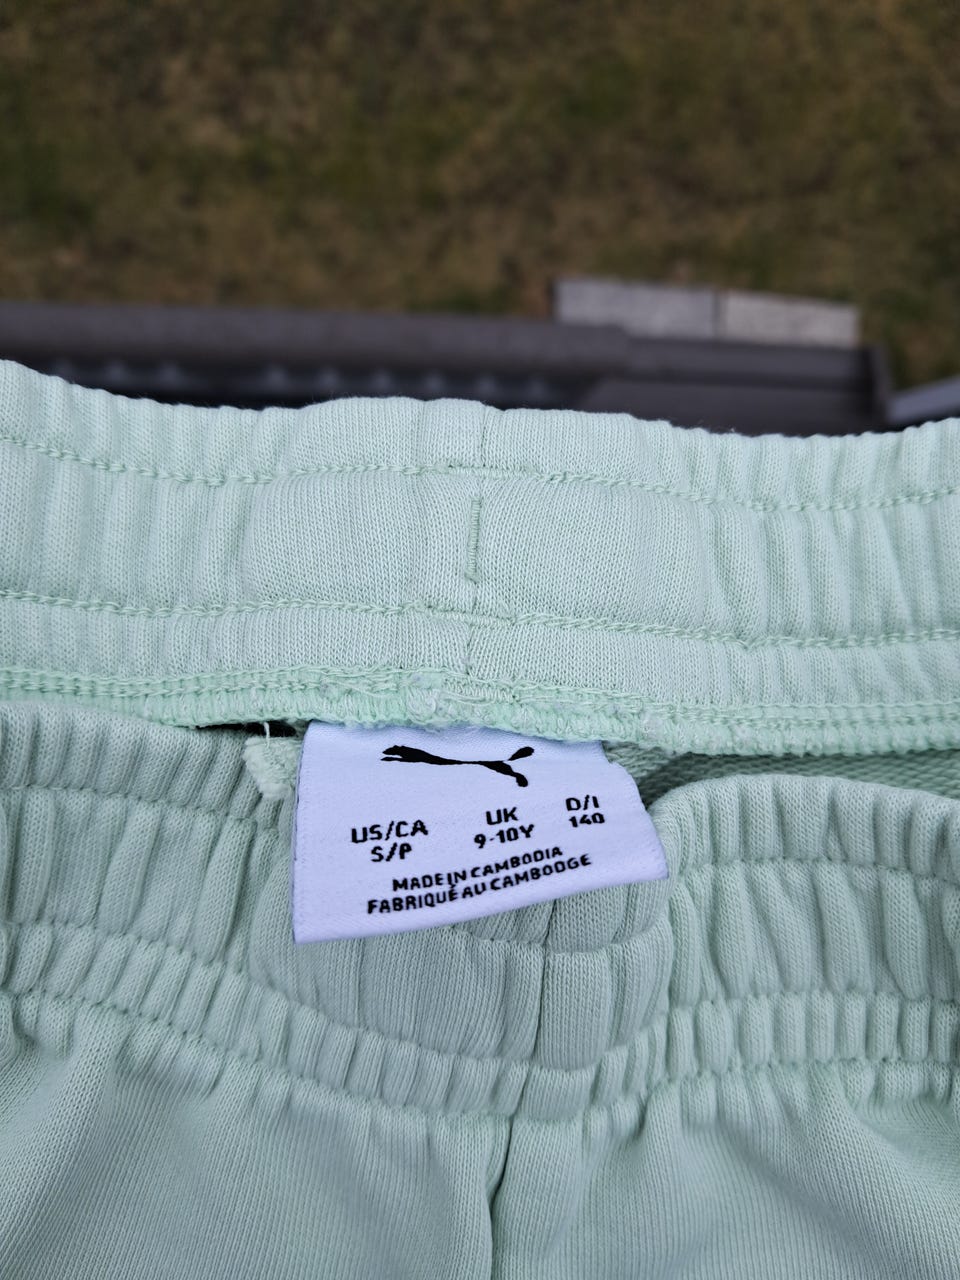 US/CA UK D/I
S/P 9-10Y 140
MADE IN CAMBODIA
FABRIQUÉ AU CAMBODGE